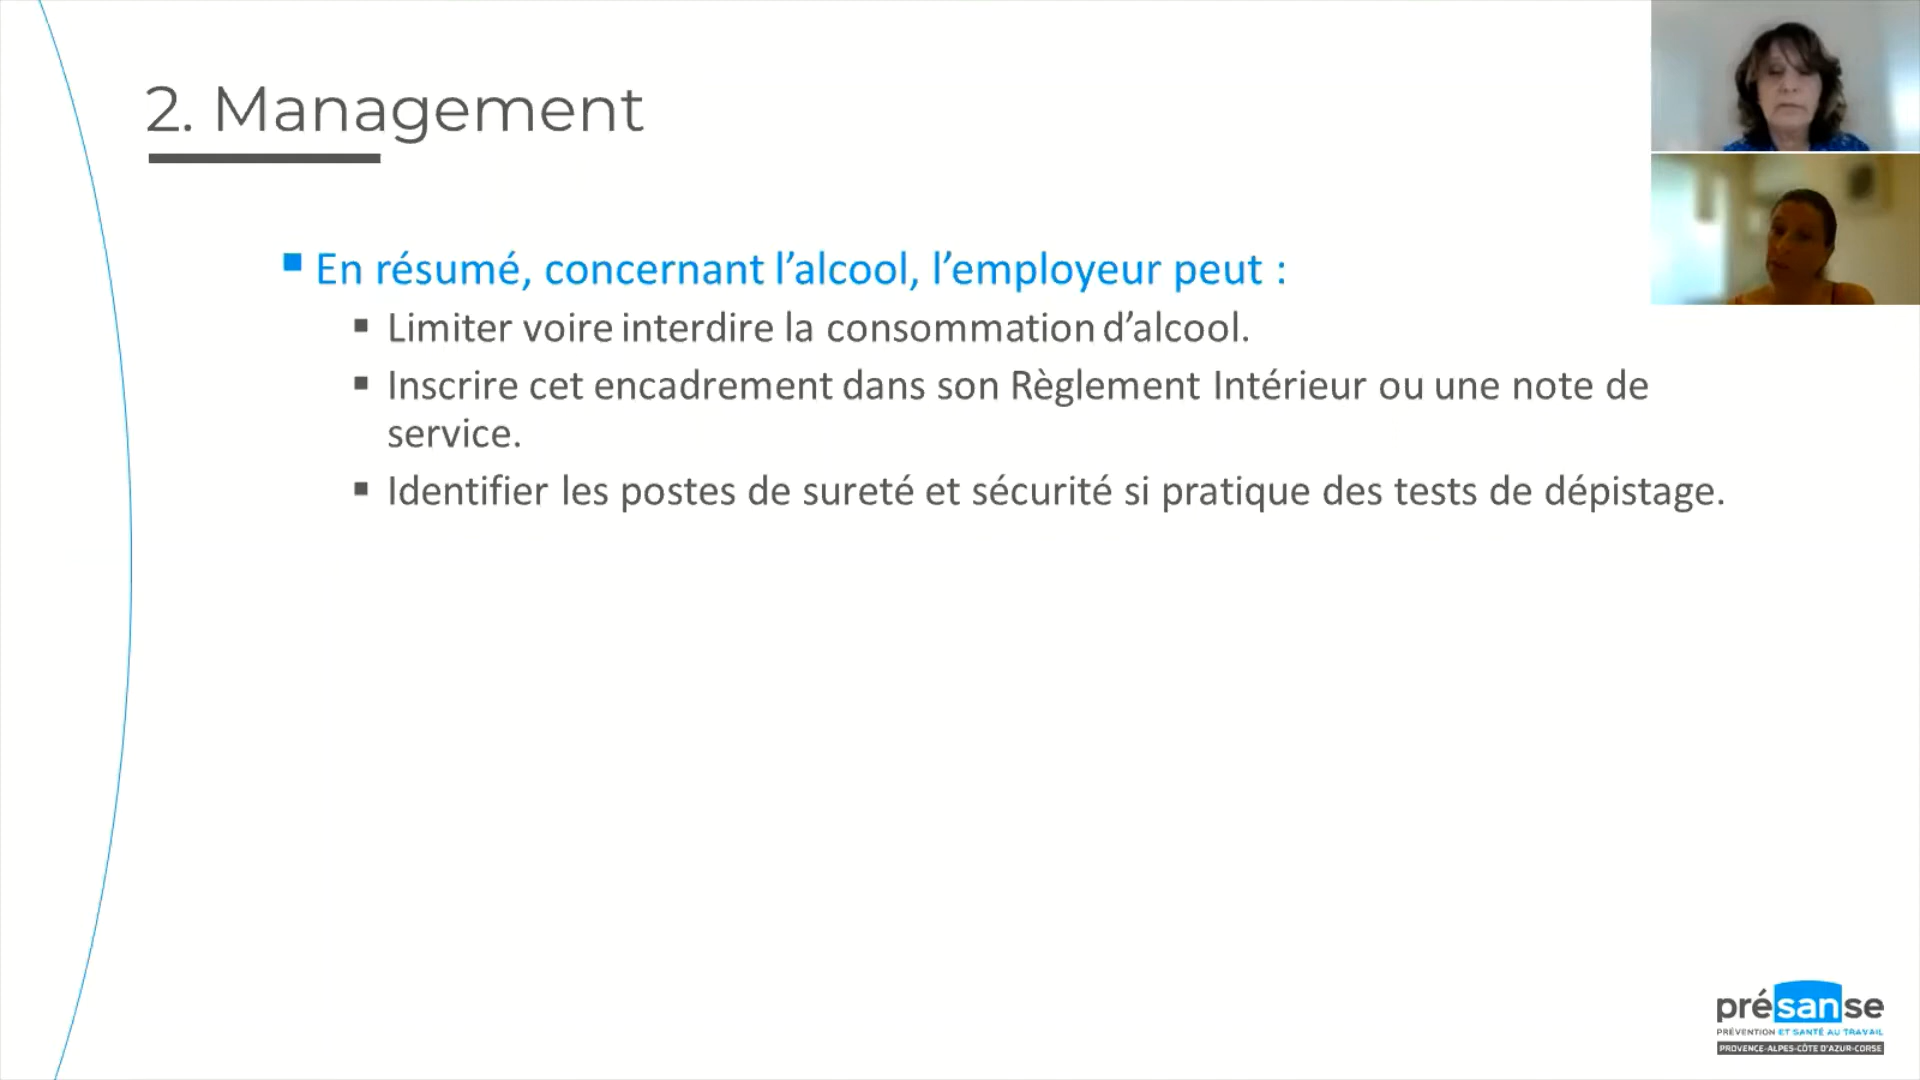 2. Management
En résumé, concernant l’alcool, l’employeur peut :
Limiter voire interdire la consommation d’alcool.
Inscrire cet encadrement dans son Règlement Intérieur ou une note de
service.
Identifier les postes de sureté et sécurité si pratique des tests de dépistage.
présanse
PRÉVENTION ET SANTÉ AU TRAVAIL
PROVENCE-ALPES-CÔTE D'AZUR-CORSE